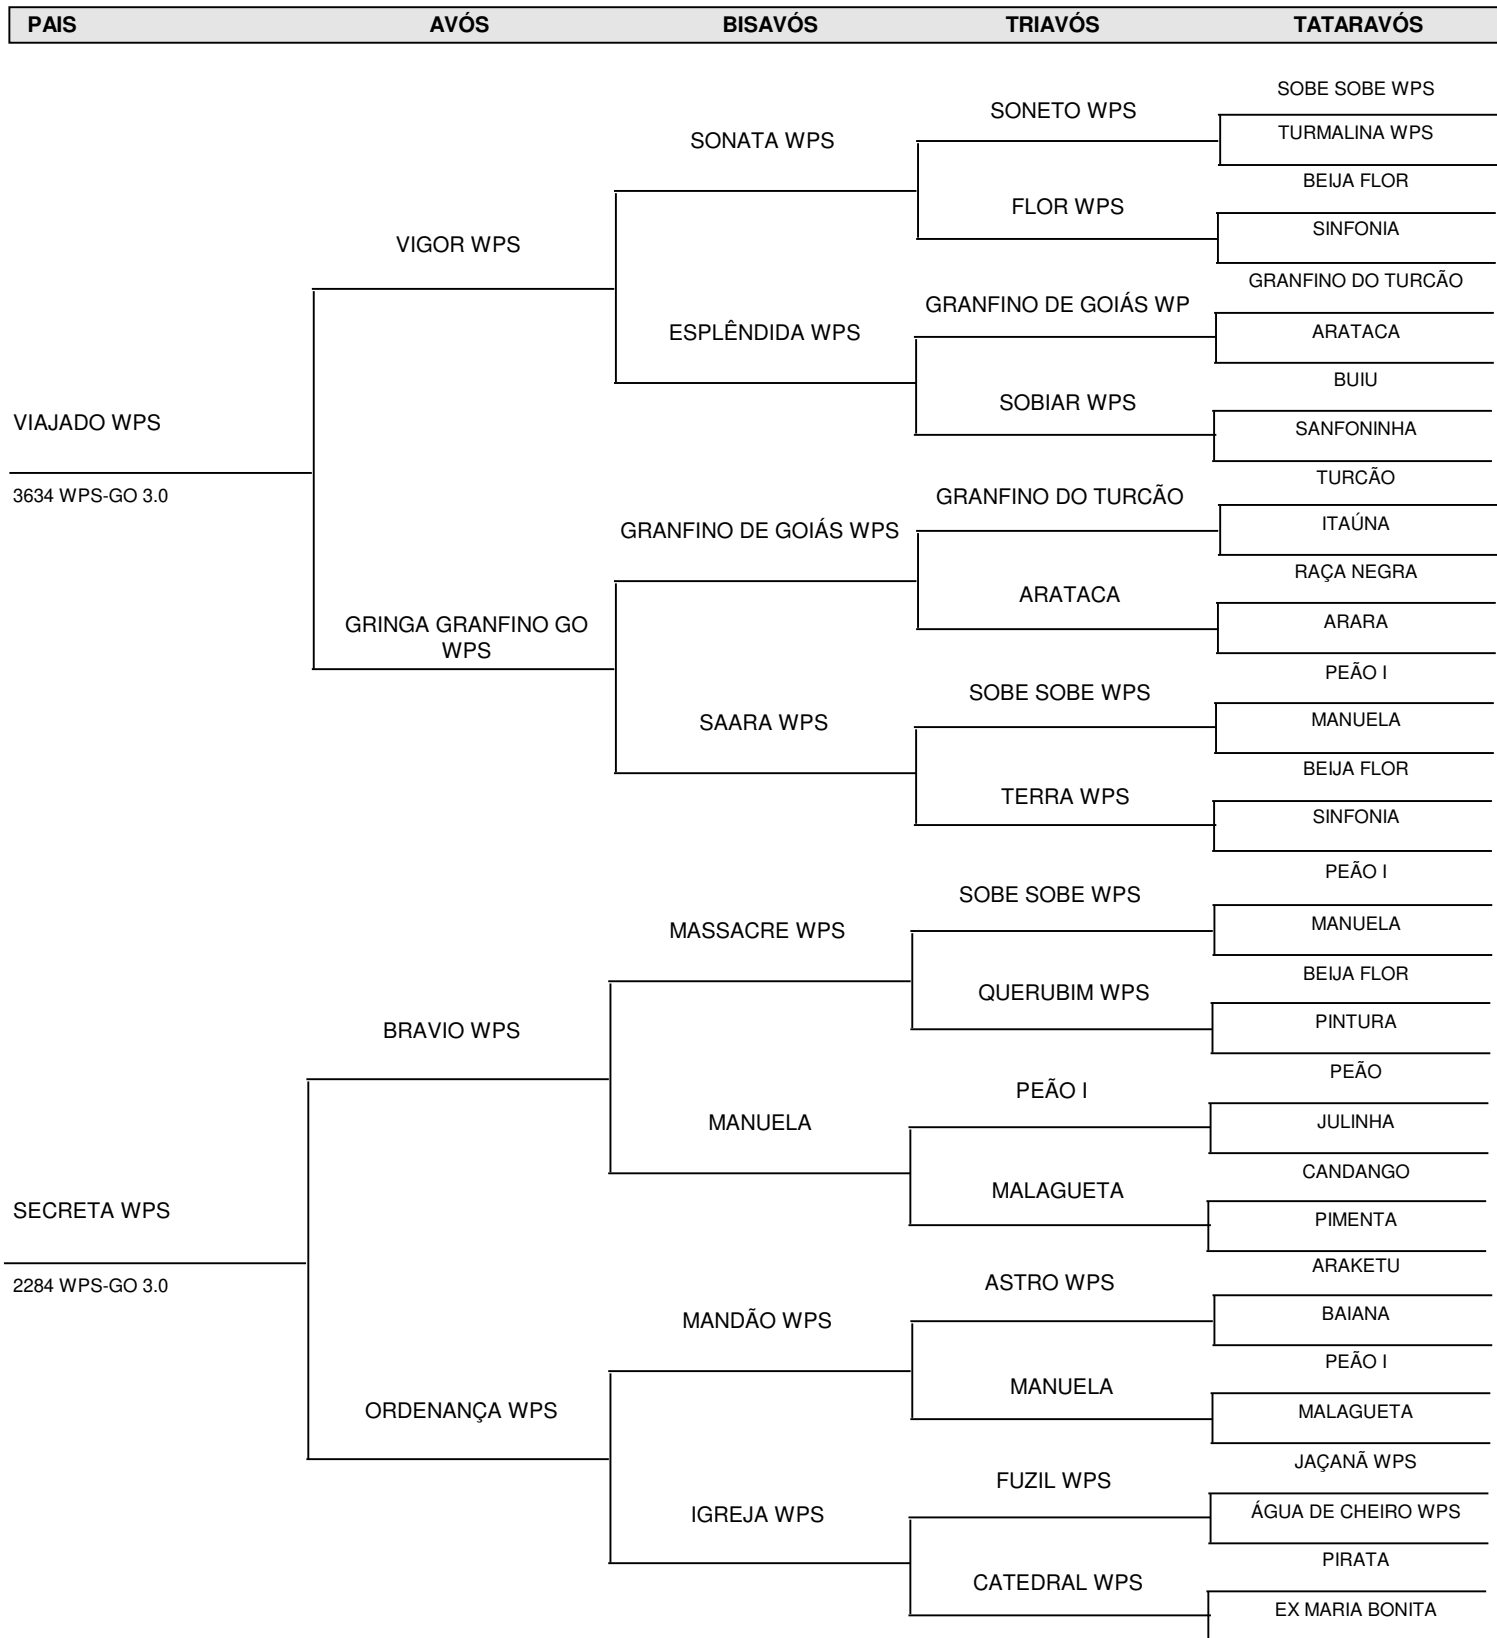 PAIS AVÓS BISAVÓS TRIAVÓS TATARAVÓS
SOBE SOBE WPS
SONETO WPS
TURMALINA WPS
SONATA WPS
BEIJA FLOR
FLOR WPS
SINFONIA
VIGOR WPS
GRANFINO DO TURCÃO
GRANFINO DE GOIÁS WP
ARATACA
ESPLÊNDIDA WPS
BUIU
SOBIAR WPS
SANFONINHA
VIAJADO WPS
3634 WPS-GO 3.0
TURCÃO
GRANFINO DO TURCÃO
ITAÚNA
GRANFINO DE GOIÁS WPS
RAÇA NEGRA
ARATACA
ARARA
GRINGA GRANFINO GO
WPS
PEÃO I
SOBE SOBE WPS
MANUELA
SAARA WPS
BEIJA FLOR
TERRA WPS
SINFONIA
PEÃO I
SOBE SOBE WPS
MANUELA
MASSACRE WPS
BEIJA FLOR
QUERUBIM WPS
PINTURA
BRAVIO WPS
PEÃO
PEÃO I
JULINHA
MANUELA
CANDANGO
MALAGUETA
PIMENTA
SECRETA WPS
2284 WPS-GO 3.0
ARAKETU
ASTRO WPS
BAIANA
MANDÃO WPS
PEÃO I
MANUELA
MALAGUETA
ORDENANÇA WPS
JAÇANÃ WPS
FUZIL WPS
ÁGUA DE CHEIRO WPS
IGREJA WPS
PIRATA
CATEDRAL WPS
EX MARIA BONITA